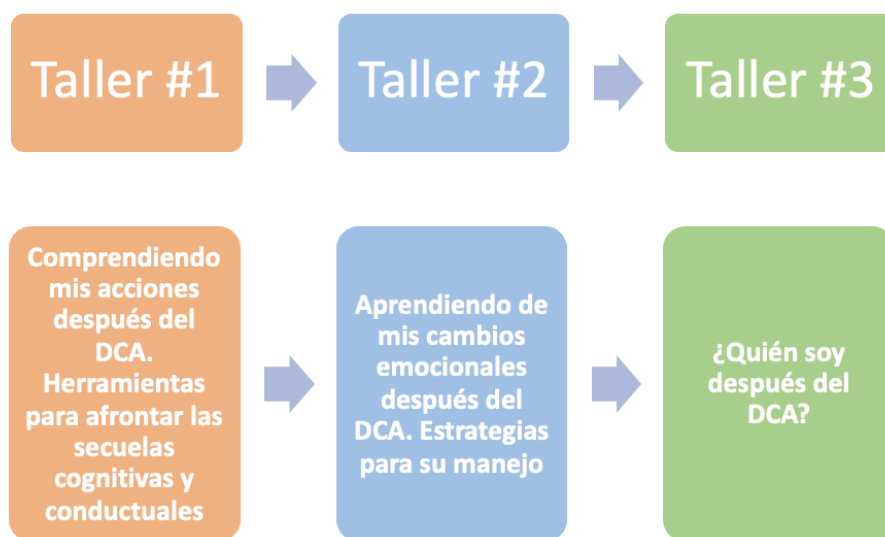 Taller #1
Taller #2
Taller #3
Comprendiendo
mis acciones
después del
DCA.
Herramientas
para afrontar las
secuelas
cognitivas y
conductuales
Aprendiendo de
mis cambios
emocionales
después del
DCA. Estrategias
para su manejo
¿Quién soy
después del
DCA?